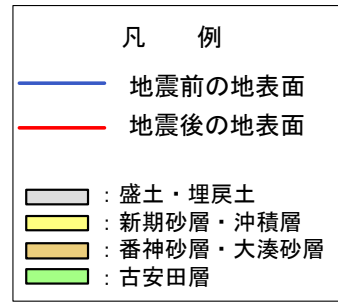 凡 例
地震前の地表面
地震後の地表面
：盛土・埋戻土
：新期砂層・沖積層
：番神砂層・大湊砂層
：古安田層